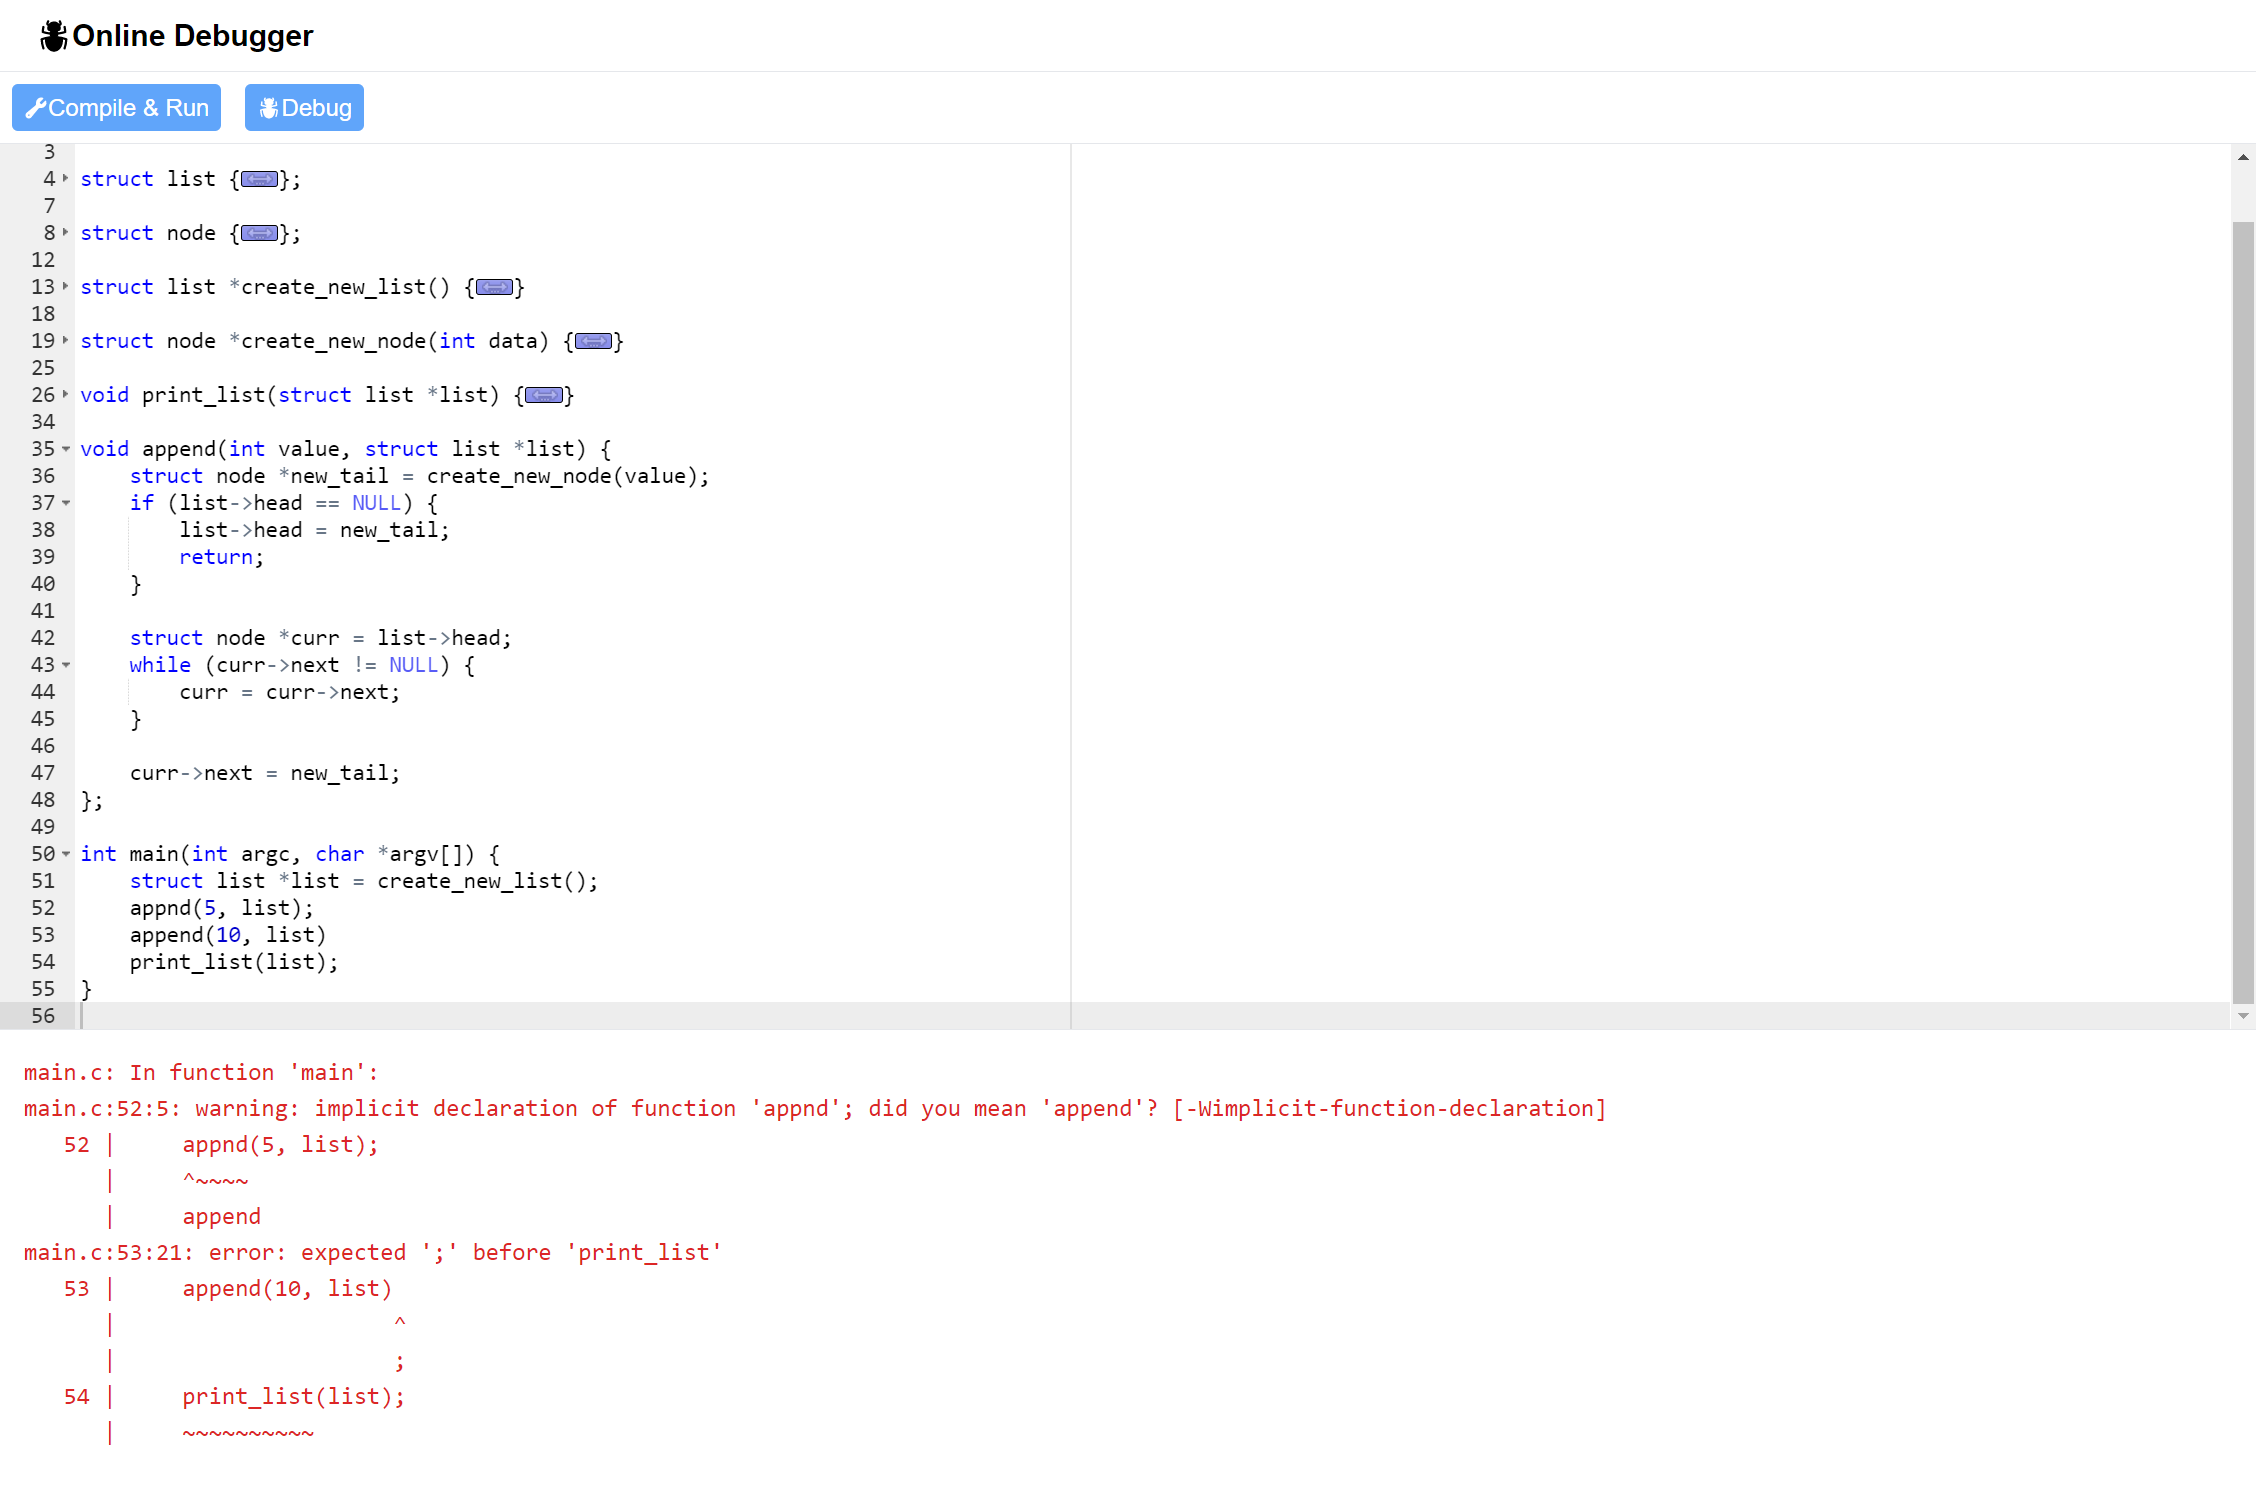 Online Debugger
Compile & Run Debug
3
4 struct list {};
7
8 struct node {};
12
13 struct list *create_new_list() {}
18
19 struct node *create_new_node(int data) {}
25
26 void print_list(struct list *list) {}
34
35 void append(int value, struct list *list) {
36     struct node *new_tail = create_new_node(value);
37     if (list->head == NULL) {
38         list->head = new_tail;
39         return;
40     }
41
42     struct node *curr = list->head;
43     while (curr->next != NULL) {
44         curr = curr->next;
45     }
46
47     curr->next = new_tail;
48 };
49
50 int main(int argc, char *argv[]) {
51     struct list *list = create_new_list();
52     appnd(5, list);
53     append(10, list)
54     print_list(list);
55 }
56
main.c: In function 'main':
main.c:52:5: warning: implicit declaration of function 'appnd'; did you mean 'append'? [-Wimplicit-function-declaration]
   52 |     appnd(5, list);
      |     ^~~~~
      |     append
main.c:53:21: error: expected ';' before 'print_list'
   53 |     append(10, list)
      |                     ^
      |                     ;
   54 |     print_list(list);
      |     ~~~~~~~~~~